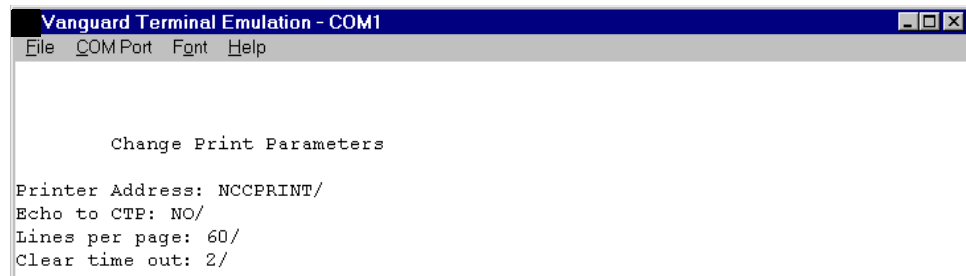 Vanguard Terminal Emulation - COM1
File COM Port Font Help
Change Print Parameters
Printer Address: NCCPRINT/
Echo to CTP: NO/
Lines per page: 60/
Clear time out: 2/